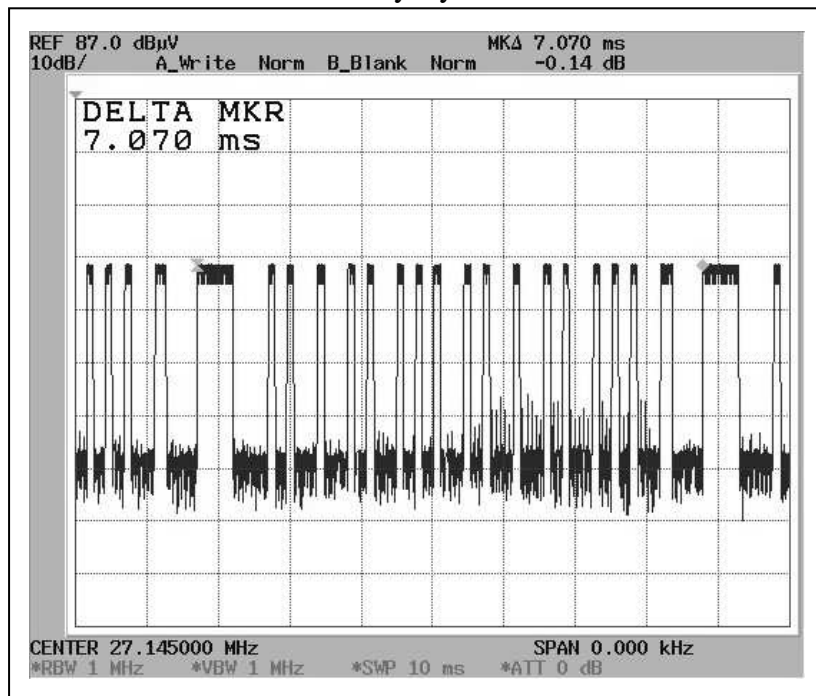 REF 87.0 dBµV MKΔ 7.070 ms
10dB/ A_Write Norm B_Blank Norm -0.14 dB
DELTA MKR
7.070 ms
CENTER 27.145000 MHz SPAN 0.000 kHz
*RBW 1 MHz *VBW 1 MHz *SWP 10 ms *ATT 0 dB